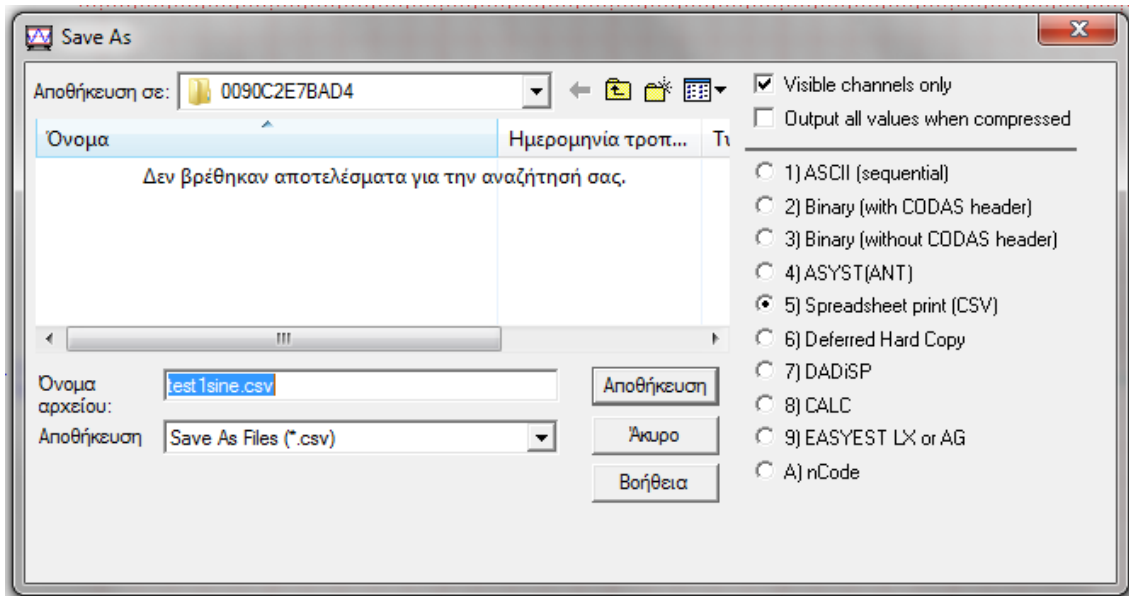 Save As
Αποθήκευση σε: 0090C2E7BAD4
Όνομα Ημερομηνία τροπ... Τι
Δεν βρέθηκαν αποτελέσματα για την αναζήτησή σας.
Όνομα αρχείου: test1sine.csv
Αποθήκευση Save As Files (*.csv)
Αποθήκευση
Άκυρο
Βοήθεια
Visible channels only
Output all values when compressed
1) ASCII (sequential)
2) Binary (with CODAS header)
3) Binary (without CODAS header)
4) ASYST(ANT)
5) Spreadsheet print (CSV)
6) Deferred Hard Copy
7) DADiSP
8) CALC
9) EASYEST LX or AG
A) nCode